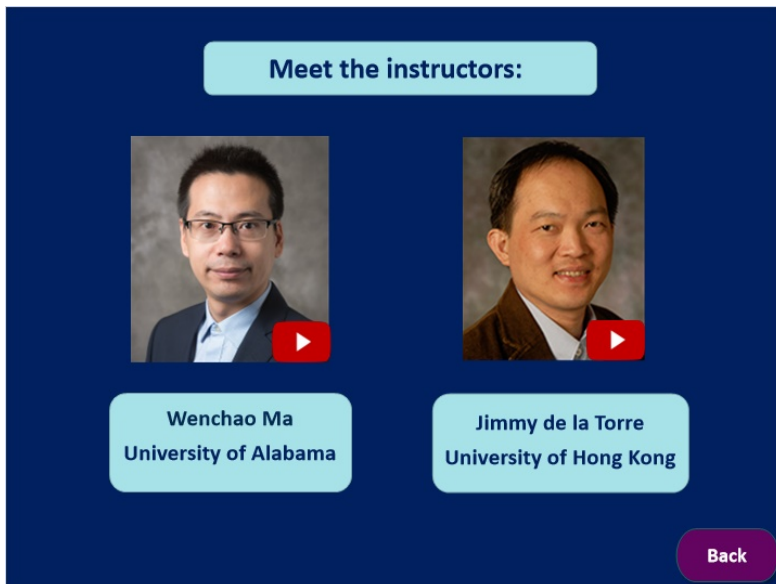 Meet the instructors:
Wenchao Ma
University of Alabama
Jimmy de la Torre
University of Hong Kong
Back